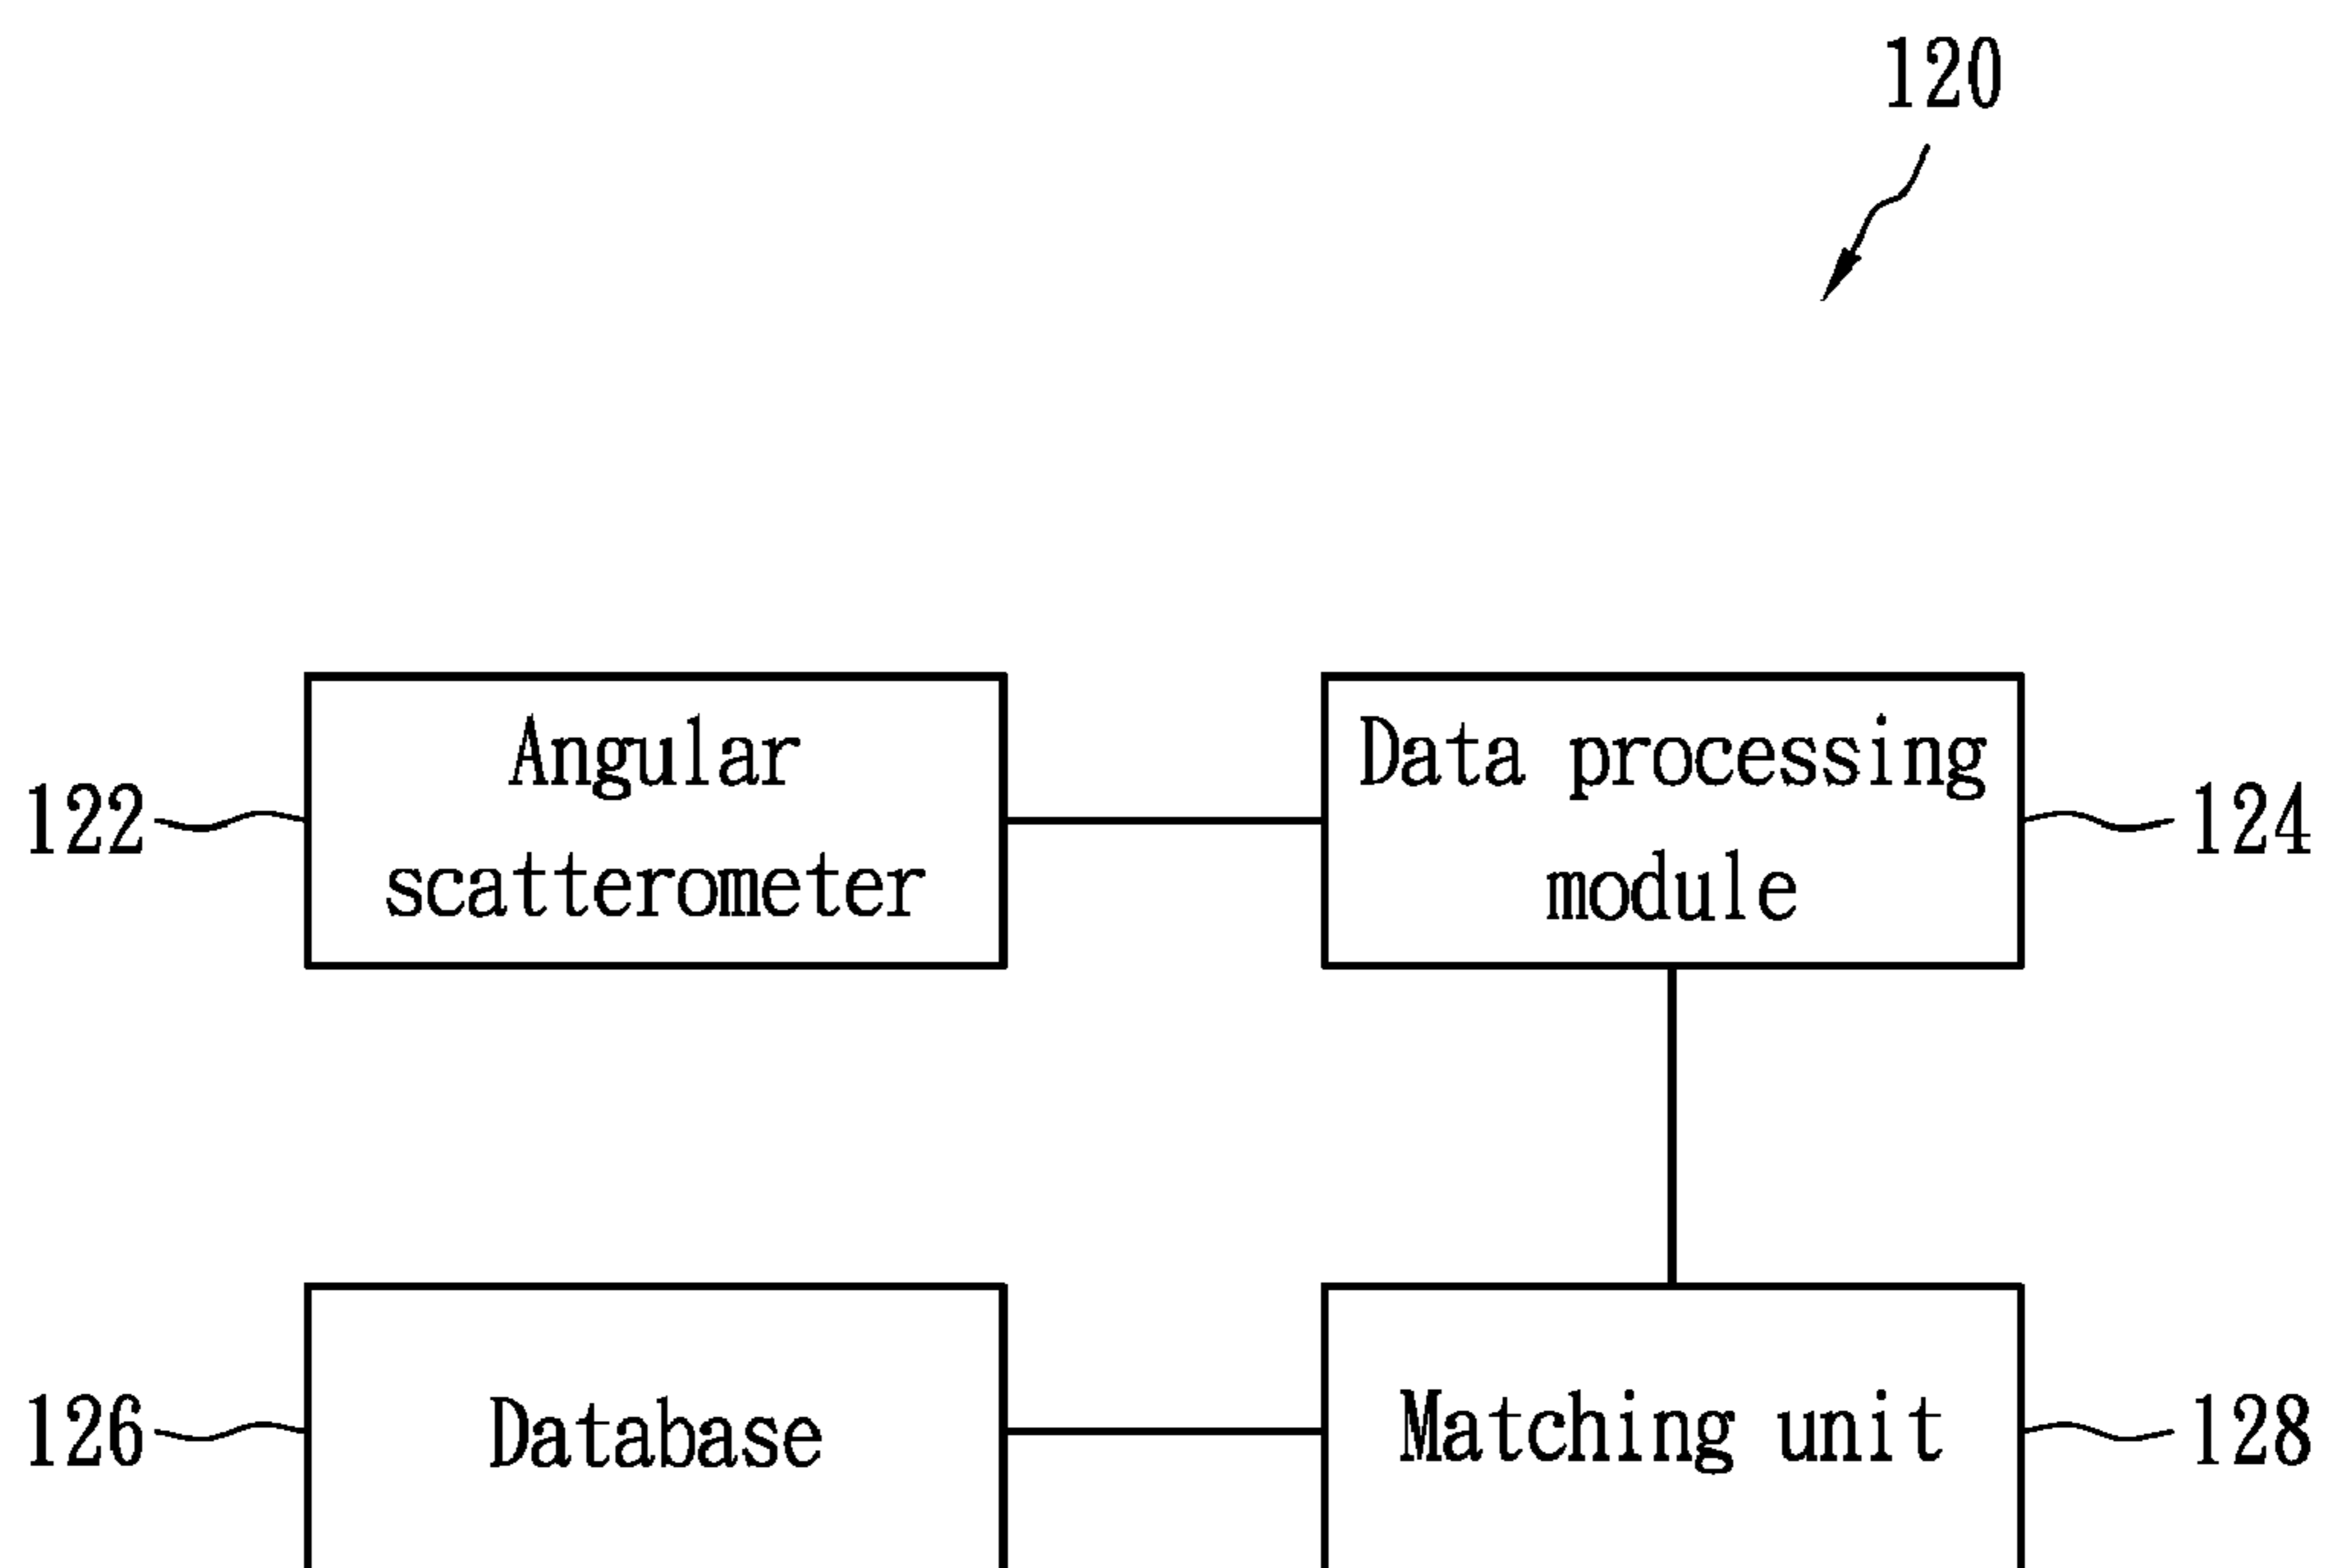 120
Angular
scatterometer
122
Data processing
module
124
126
Database
Matching unit
128